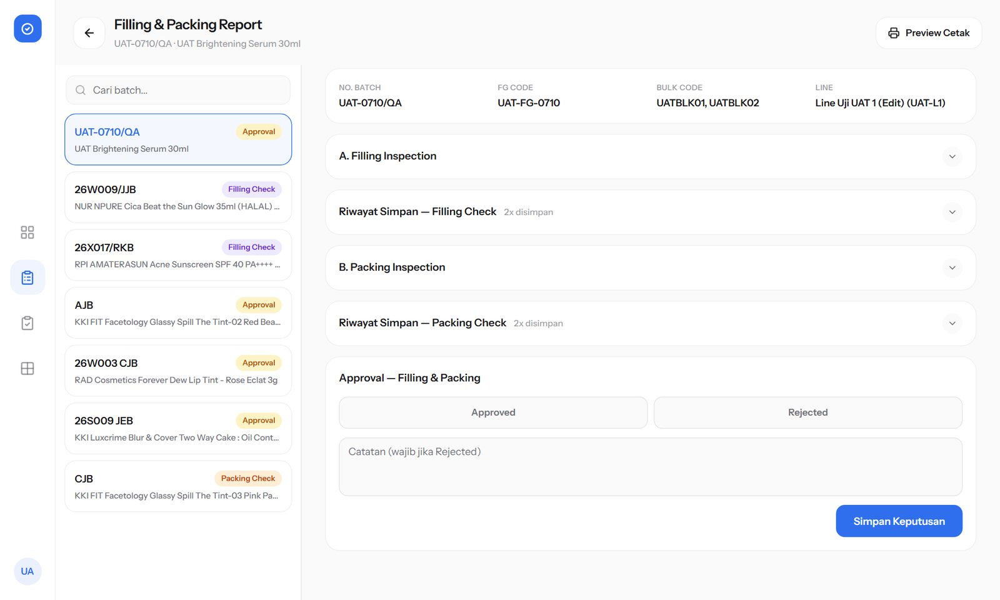 Filling & Packing Report
UAT-0710/QA · UAT Brightening Serum 30ml
Preview Cetak
Cari batch...
UAT-0710/QA
Approval
UAT Brightening Serum 30ml
26W009/JJB
Filling Check
NUR NPURE Cica Beat the Sun Glow 35ml (HALAL) ...
26X017/RKB
Filling Check
RPI AMATERASUN Acne Sunscreen SPF 40 PA++++ ...
AJB
Approval
KKI FIT Facetology Glassy Spill The Tint-02 Red Bea...
26W003 CJB
Approval
RAD Cosmetics Forever Dew Lip Tint - Rose Eclat 3g
26S009 JEB
Approval
KKI Luxcrime Blur & Cover Two Way Cake : Oil Cont...
CJB
Packing Check
KKI FIT Facetology Glassy Spill The Tint-03 Pink Pa...
UA
NO. BATCH
UAT-0710/QA
FG CODE
UAT-FG-0710
BULK CODE
UATBLK01, UATBLK02
LINE
Line Uji UAT 1 (Edit) (UAT-L1)
A. Filling Inspection
Riwayat Simpan — Filling Check 2x disimpan
B. Packing Inspection
Riwayat Simpan — Packing Check 2x disimpan
Approval — Filling & Packing
Approved
Rejected
Catatan (wajib jika Rejected)
Simpan Keputusan